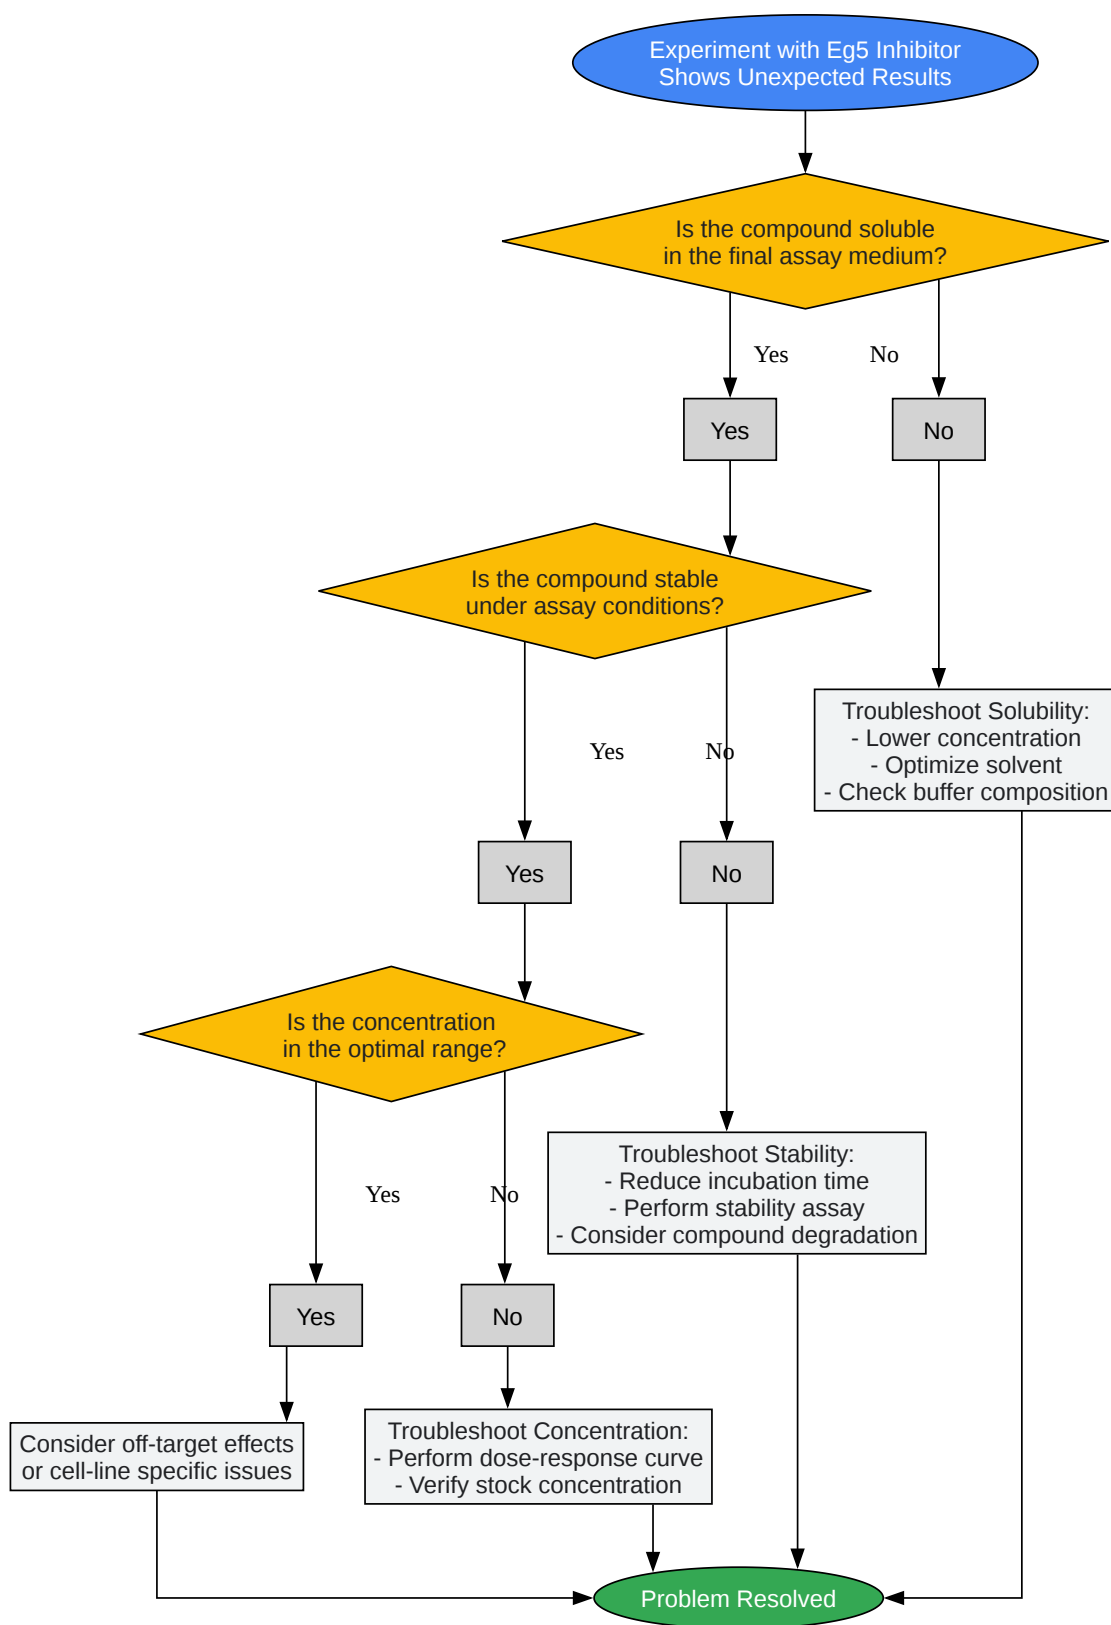 Experiment with Eg5 Inhibitor
Shows Unexpected Results
Is the compound soluble
in the final assay medium?
Yes
No
Yes
No
Is the compound stable
under assay conditions?
Troubleshoot Solubility:
- Lower concentration
- Optimize solvent
- Check buffer composition
Yes
No
Yes
No
Is the concentration
in the optimal range?
Troubleshoot Stability:
- Reduce incubation time
- Perform stability assay
- Consider compound degradation
Yes
No
Yes
No
Consider off-target effects
or cell-line specific issues
Troubleshoot Concentration:
- Perform dose-response curve
- Verify stock concentration
Problem Resolved